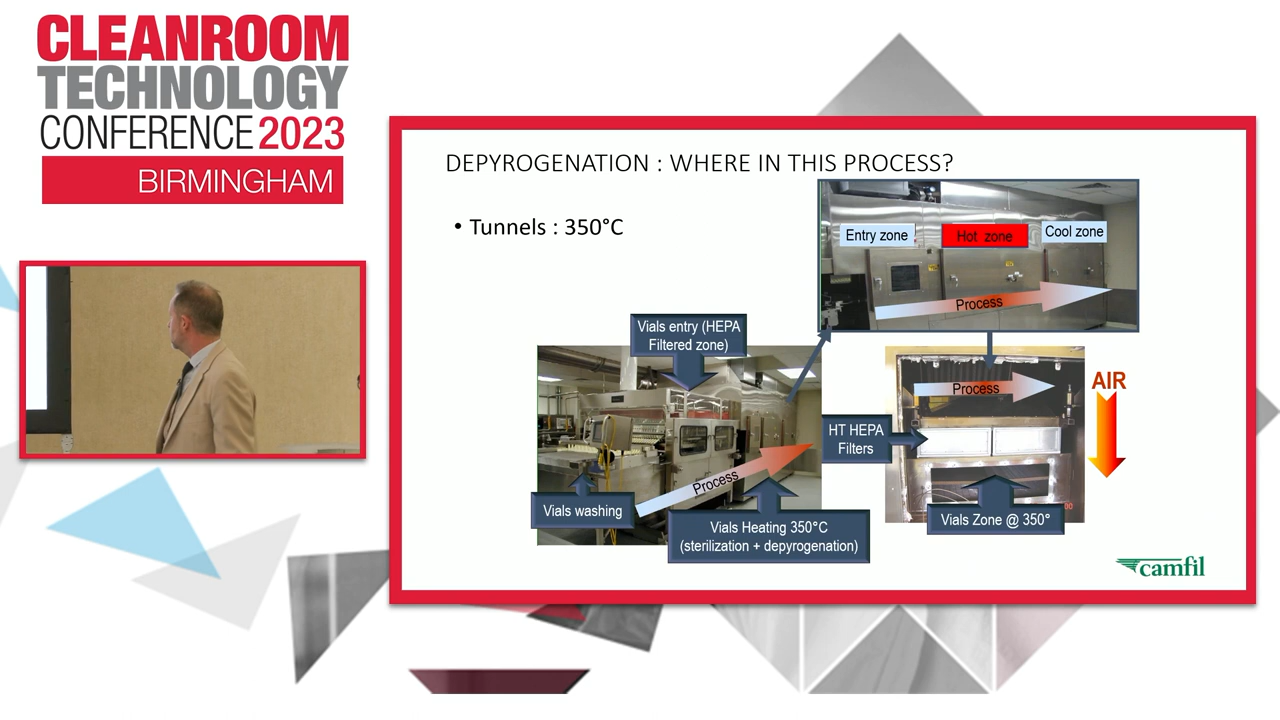 CLEANROOM
TECHNOLOGY
CONFERENCE 2023
BIRMINGHAM
DEPYROGENATION : WHERE IN THIS PROCESS?
• Tunnels : 350°C
Entry zone
Hot zone
Cool zone
Process
Vials entry (HEPA
Filtered zone)
Process
AIR
HT HEPA
Filters
Process
Vials washing
Vials Heating 350°C
(sterilization + depyrogenation)
Vials Zone @ 350°
camfil